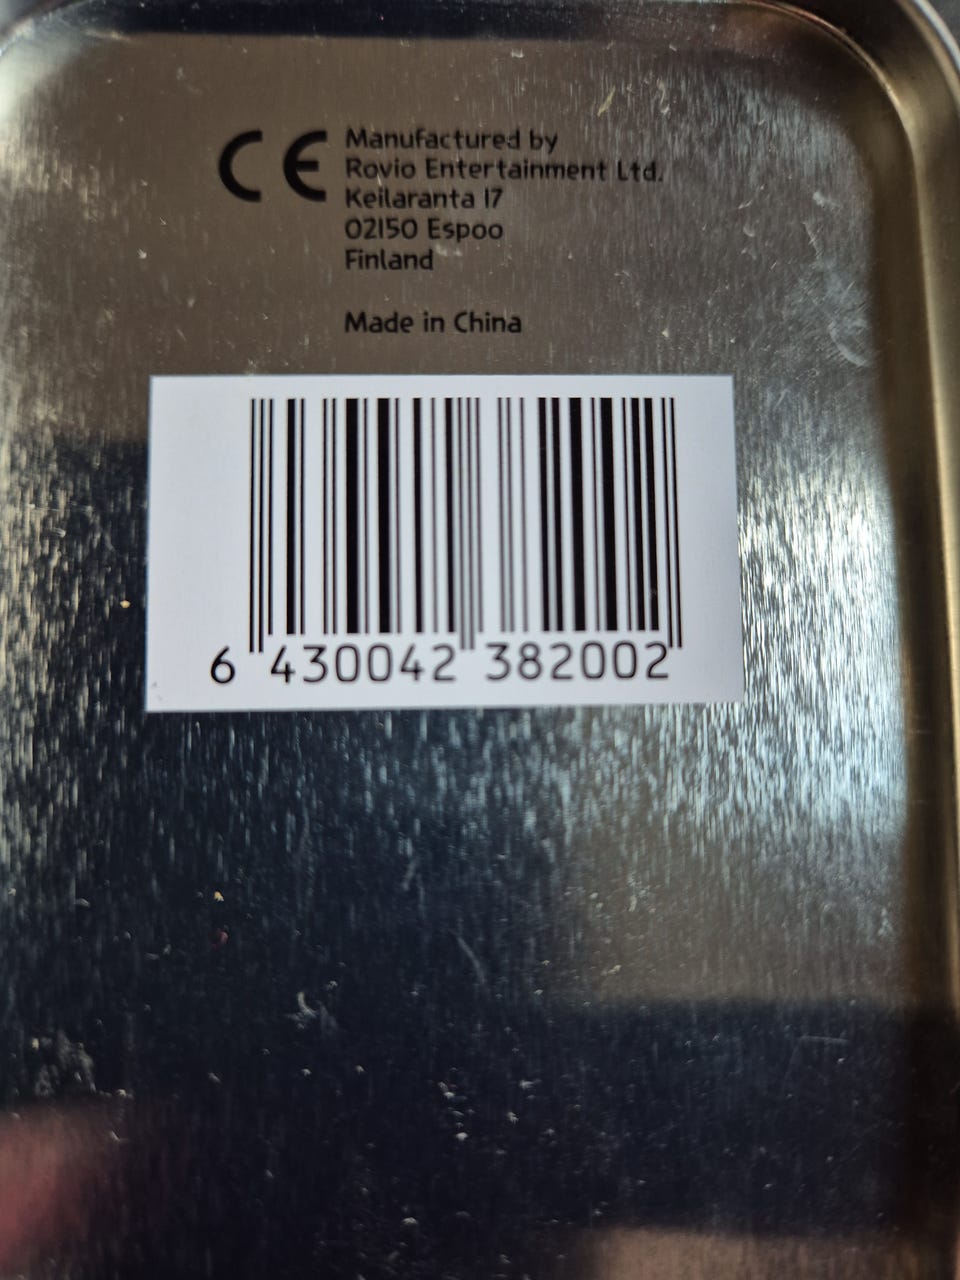 CE
Manufactured by
Rovio Entertainment Ltd.
Keilaranta 17
02150 Espoo
Finland
Made in China
6 430042 382002